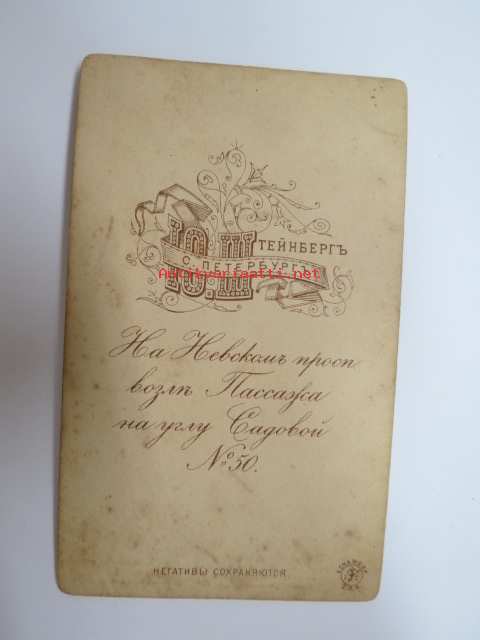 Ю. ШТЕЙНБЕРГЪ
С. ПЕТЕРБУРГЪ
Antikvariaatti.net
На Невскомъ просп
возлѣ Пассажа
на углу Садовой
№50.
НЕГАТИВЫ СОХРАНЯЮТСЯ